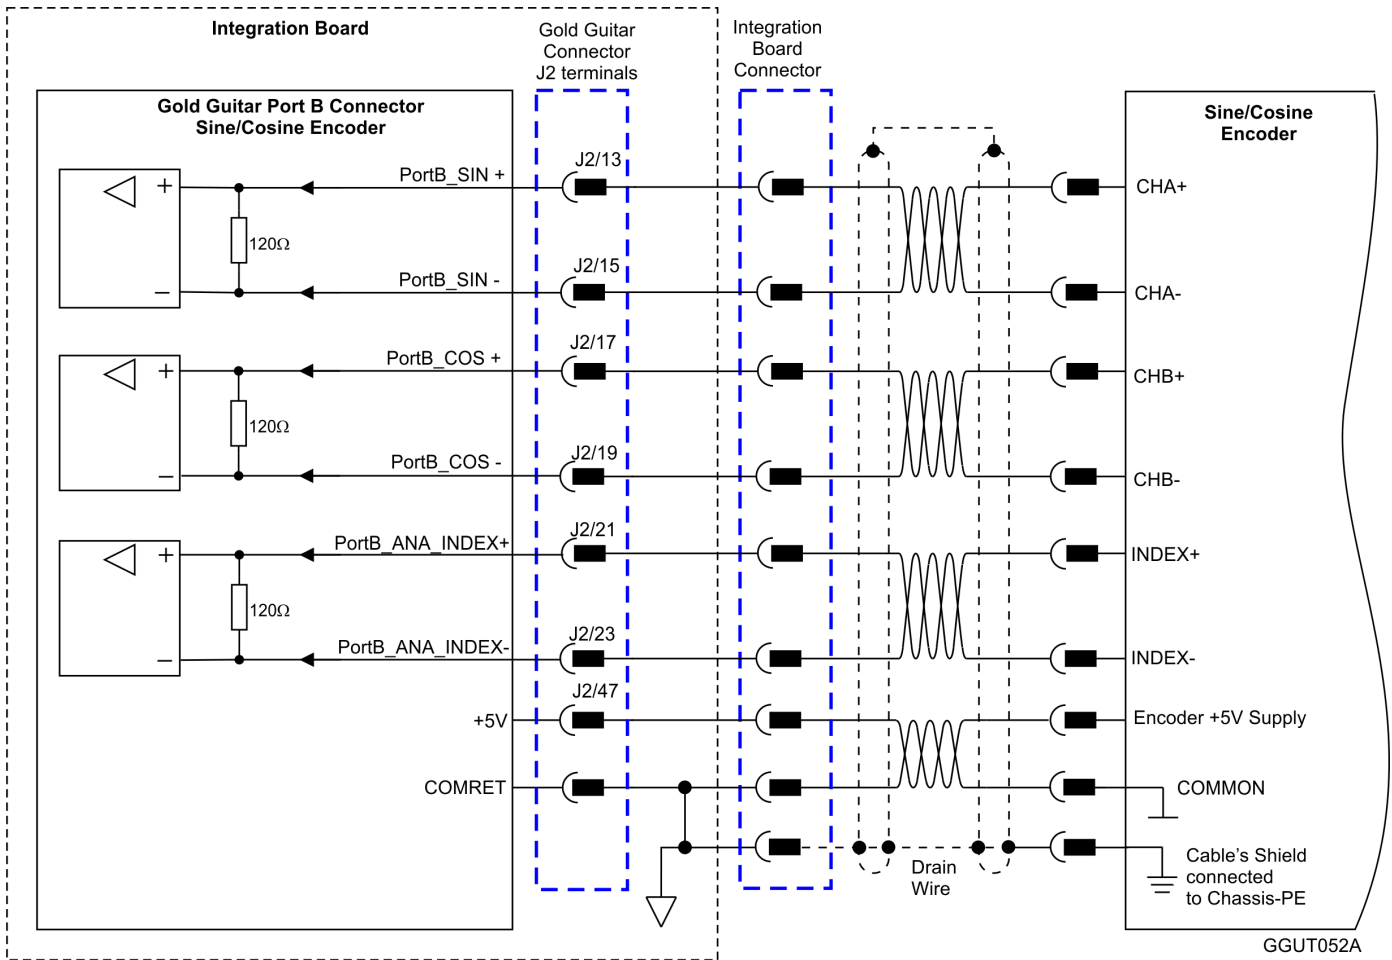 Integration Board
Gold Guitar
Connector
J2 terminals
Integration
Board
Connector
Gold Guitar Port B Connector
Sine/Cosine Encoder
Sine/Cosine
Encoder
PortB_SIN +
J2/13
+
CHA+
120Ω
PortB_SIN -
J2/15
–
CHA-
PortB_COS +
J2/17
+
CHB+
120Ω
PortB_COS -
J2/19
–
CHB-
PortB_ANA_INDEX+
J2/21
+
INDEX+
120Ω
PortB_ANA_INDEX-
J2/23
–
INDEX-
J2/47
+5V
Encoder +5V Supply
COMRET
COMMON
Drain
Wire
Cable's Shield
connected
to Chassis-PE
GGUT052A